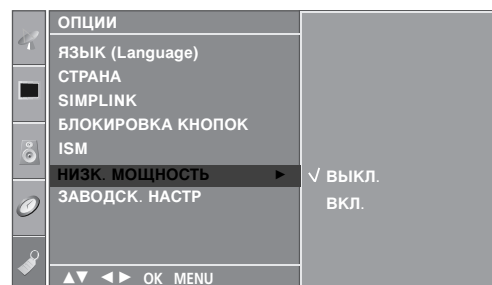 ОПЦИИ
ЯЗЫК (Language)
СТРАНА
SIMPLINK
БЛОКИРОВКА КНОПОК
ISM
НИЗК. МОЩНОСТЬ ► √ ВЫКЛ.
ЗАВОДСК. НАСТР
ВКЛ.
▲▼ ◄► OK MENU